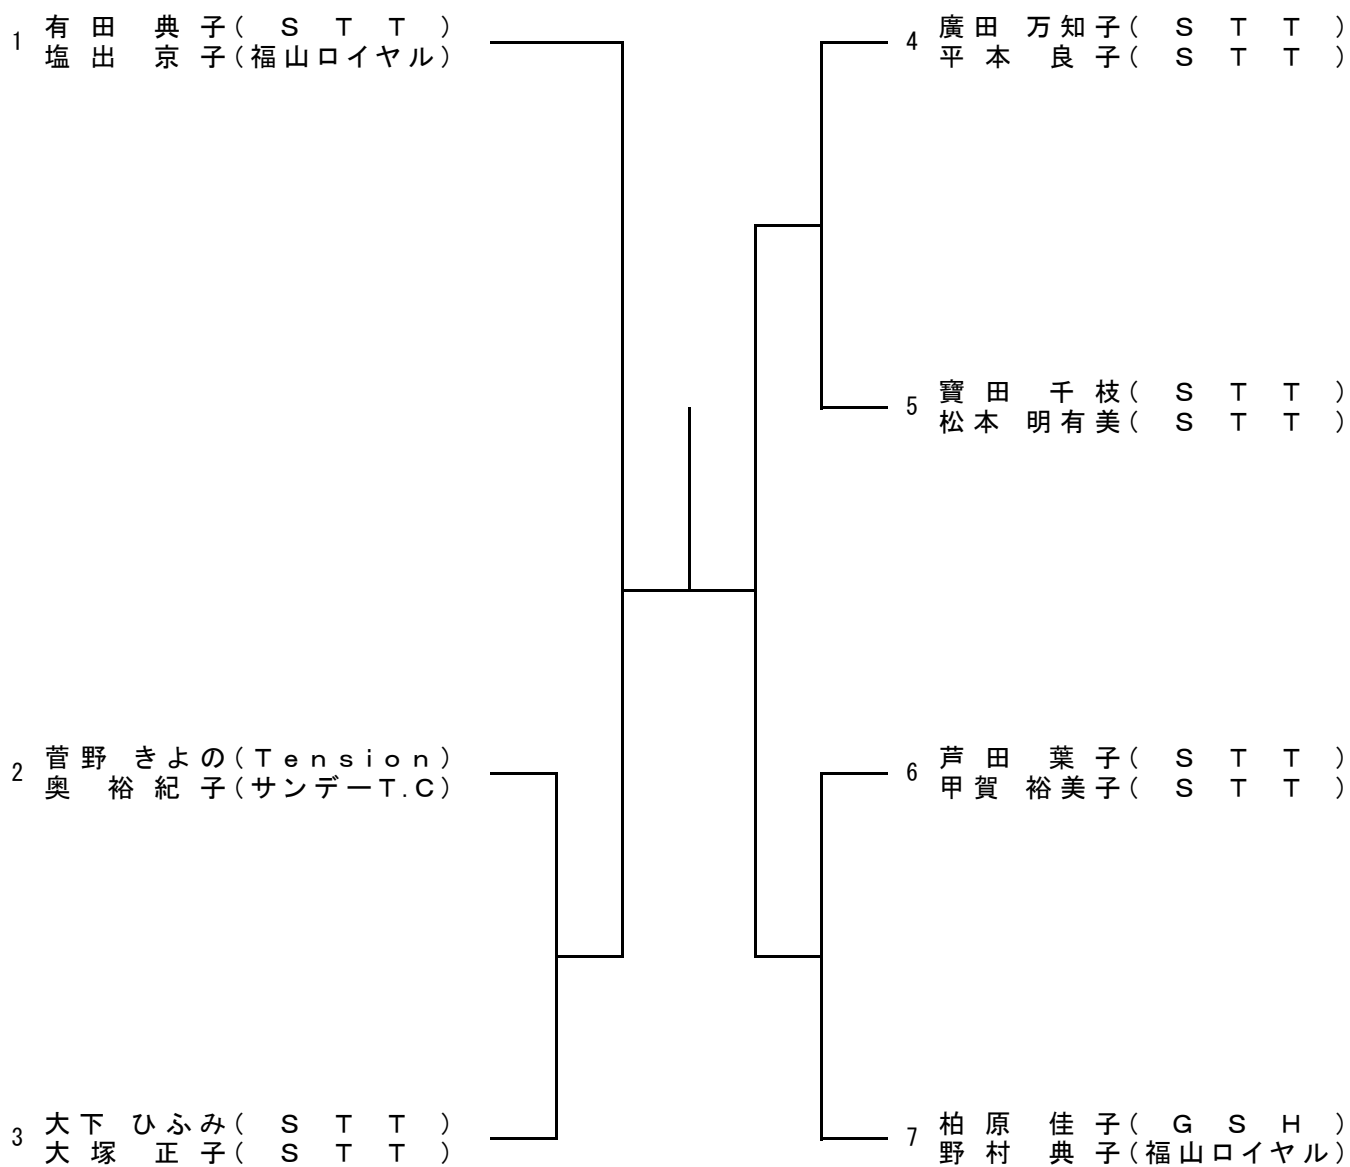 1 有田 典子(STT)
塩出 京子(福山ロイヤル)
2 菅野 きよの(Tension)
奥 裕紀子(サンデーT.C)
3 大下 ひふみ(STT)
大塚 正子(STT)
4 廣田 万知子(STT)
平本 良子(STT)
5 寶田 千枝(STT)
松本 明有美(STT)
6 芦田 葉子(STT)
甲賀 裕美子(STT)
7 柏原 佳子(GSH)
野村 典子(福山ロイヤル)